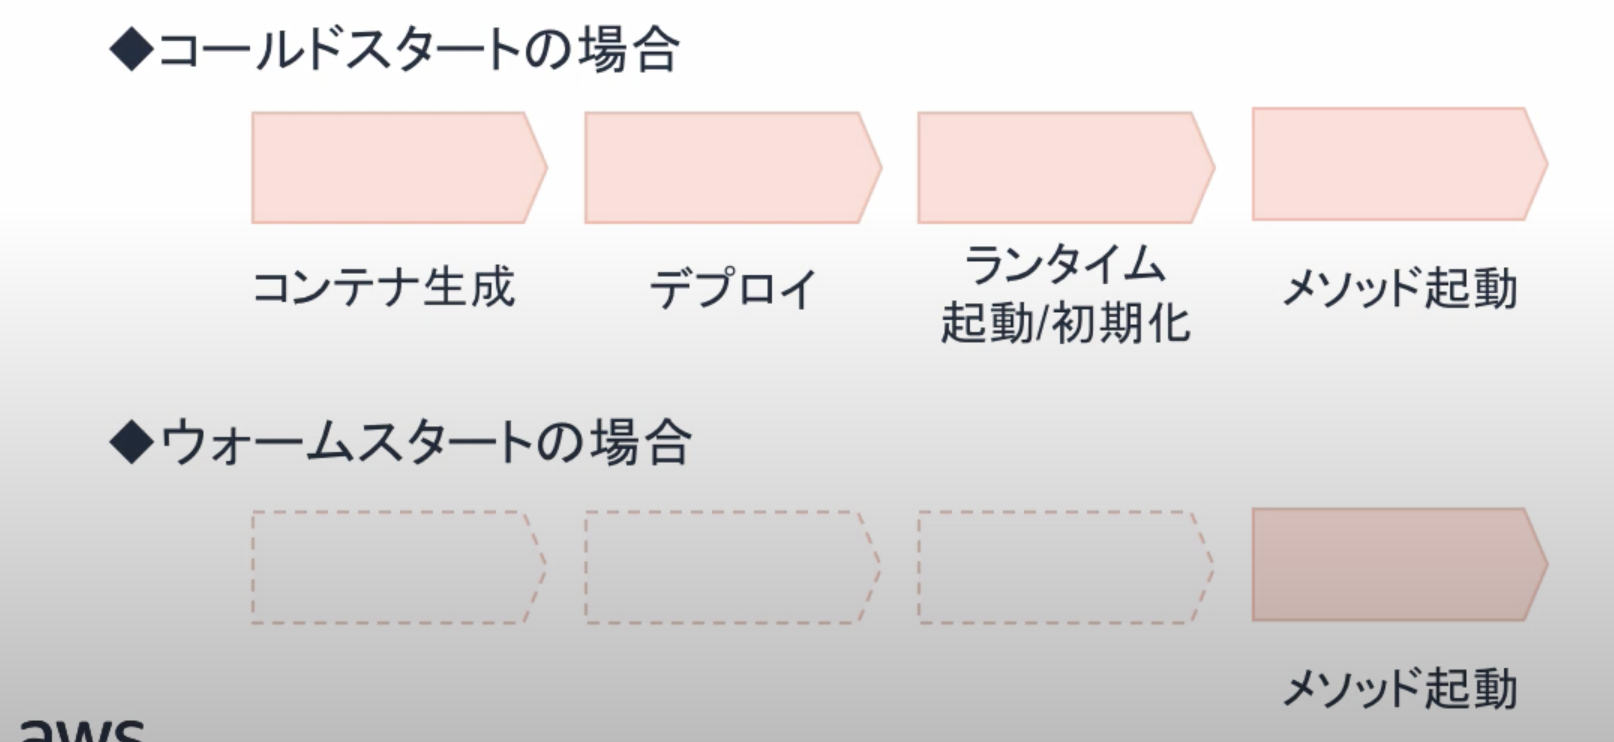 ◆コールドスタートの場合
コンテナ生成
デプロイ
ランタイム
起動/初期化
メソッド起動
◆ウォームスタートの場合
メソッド起動
aws